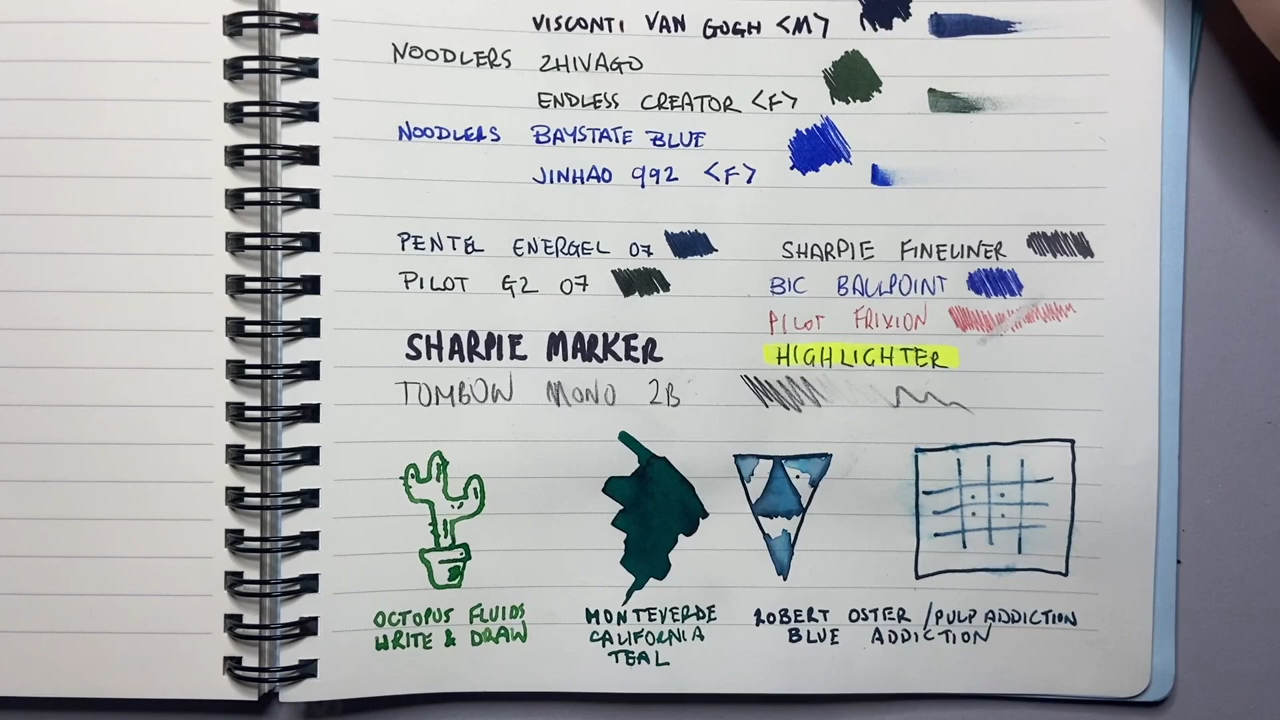 VISCONTI VAN GOGH <M>
NOODLERS ZHIVAGO
ENDLESS CREATOR <F>
NOODLERS BAYSTATE BLUE
JINHAO 992 <F>
PENTEL ENERGEL 07
SHARPIE FINELINER
PILOT G2 07
BIC BALLPOINT
PILOT FRIXION
SHARPIE MARKER
HIGHLIGHTER
TOMBOW MONO 2B
OCTOPUS FLUIDS
WRITE & DRAW
MONTEVERDE
CALIFORNIA
TEAL
ROBERT OSTER / PULP ADDICTION
BLUE ADDICTION